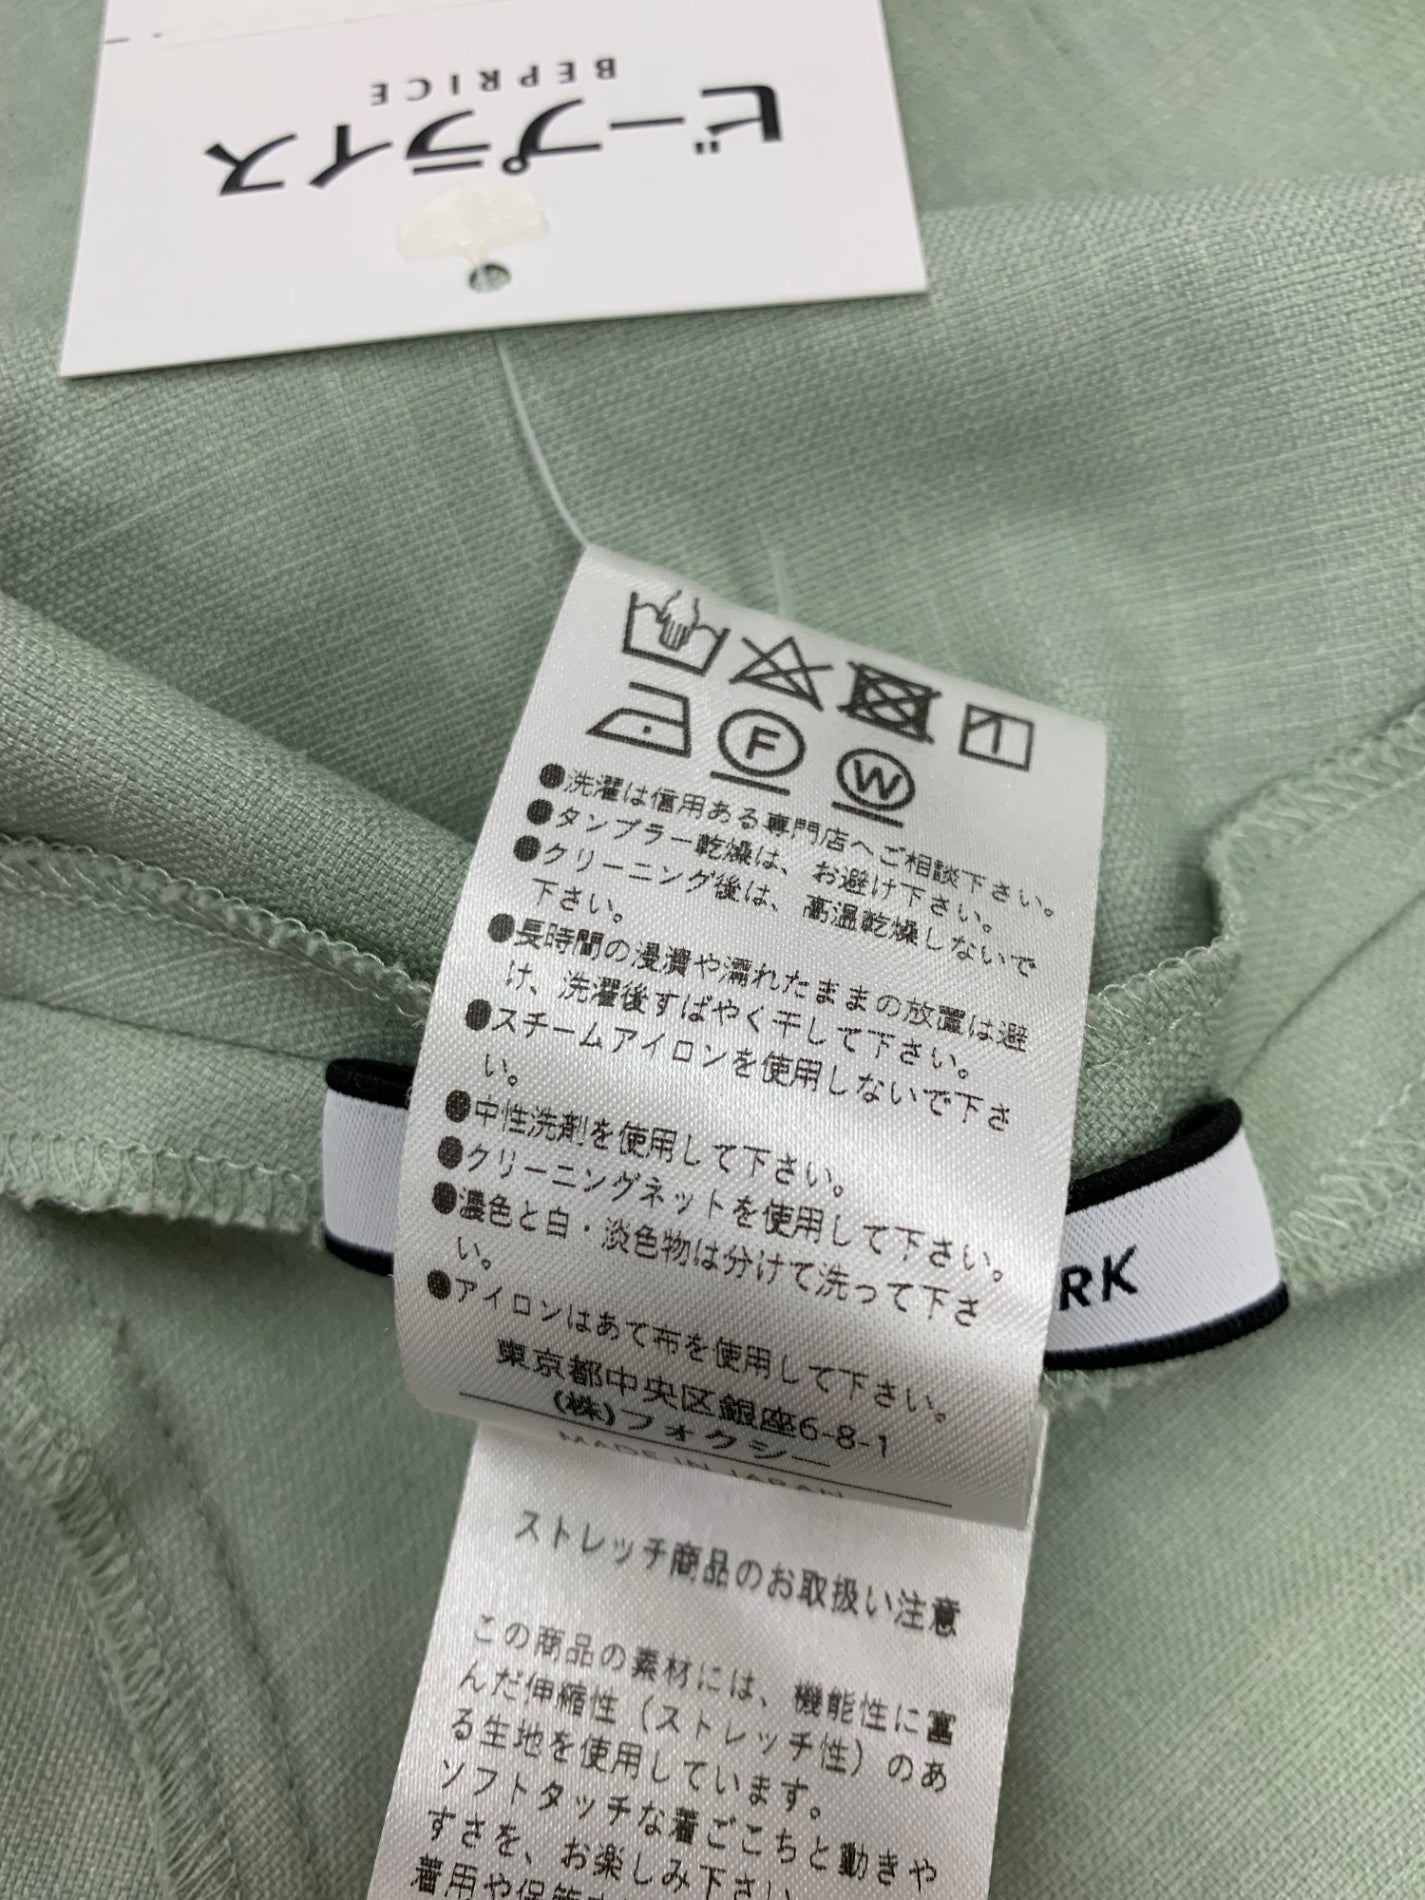 ビープライス
BEPRICE
F
W
●洗濯は信用ある専門店へご相談下さい。
●タンブラー乾燥は、お避け下さい。
●クリーニング後は、高温乾燥しないで
下さい。
●長時間の浸漬や濡れたままの放置は避
け、洗濯後すばやく干して下さい。
●スチームアイロンを使用しないで下さ
い。
●中性洗剤を使用して下さい。
●クリーニングネットを使用して下さい。
●濃色と白・淡色物は分けて洗って下さ
い。
●アイロンはあて布を使用して下さい。
東京都中央区銀座6-8-1
(株)フォクシー
MADE IN JAPAN
RK
ストレッチ商品のお取扱い注意
この商品の素材には、機能性に富
んだ伸縮性（ストレッチ性）のあ
る生地を使用しています。
ソフトタッチな着ごこちと動きや
すさを、お楽しみ下さい。
着用や保管